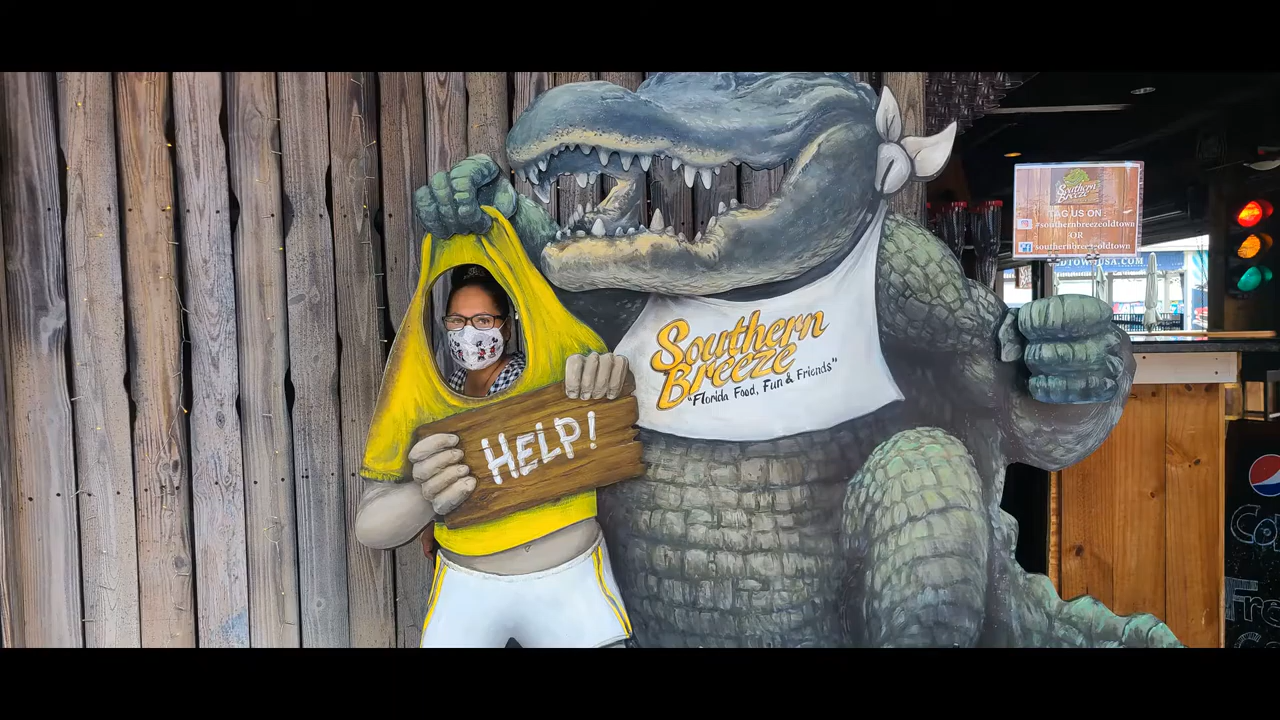 Southern
Breeze
TAG US ON
#southernbreezeoldtown
OR
southernbreezeoldtown
Southern
Breeze
"Florida Food, Fun & Friends"
HELP!